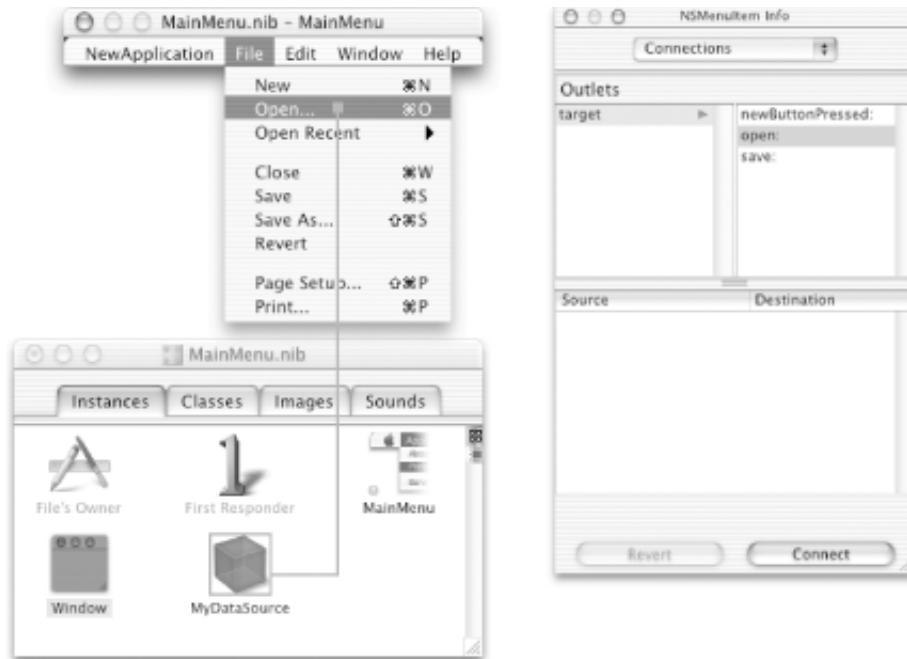 MainMenu.nib - MainMenu
NewApplication File Edit Window Help
New ⌘N
Open... ⌘O
Open Recent
Close ⌘W
Save ⌘S
Save As... ⇧⌘S
Revert
Page Setup... ⇧⌘P
Print... ⌘P
MainMenu.nib
Instances Classes Images Sounds
File's Owner First Responder MainMenu
Window MyDataSource
NSMenuItem Info
Connections
Outlets
target newButtonPressed:
open:
save:
Source Destination
Revert Connect